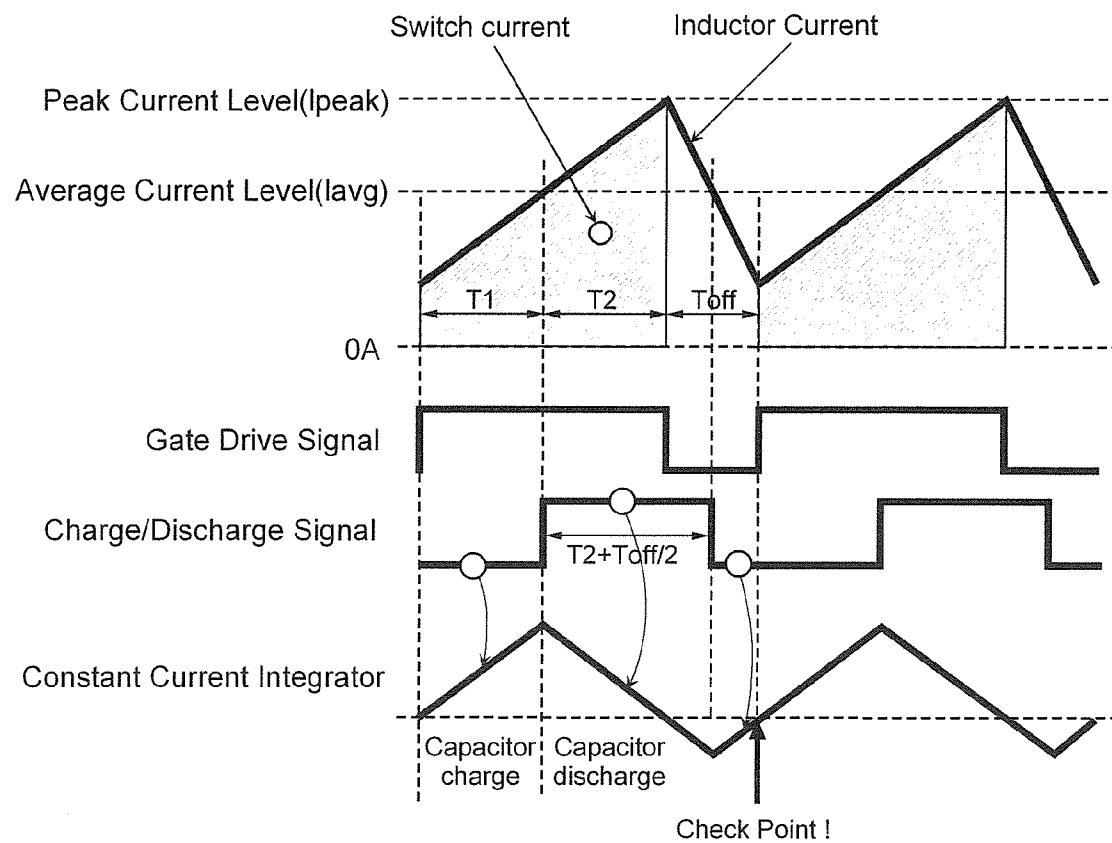 Switch current
Inductor Current
Peak Current Level(Ipeak)
Average Current Level(Iavg)
T1
T2
Toff
0A
Gate Drive Signal
Charge/Discharge Signal
T2+Toff/2
Constant Current Integrator
Capacitor
charge
Capacitor
discharge
Check Point !